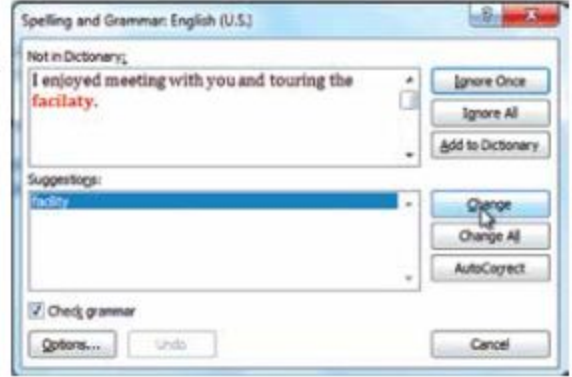 Spelling and Grammar: English (U.S.)
Not in Dictionary:
I enjoyed meeting with you and touring the
facilaty.
Ignore Once
Ignore All
Add to Dictionary
Suggestions:
facility
Change
Change All
AutoCorrect
Check grammar
Options...
Undo
Cancel